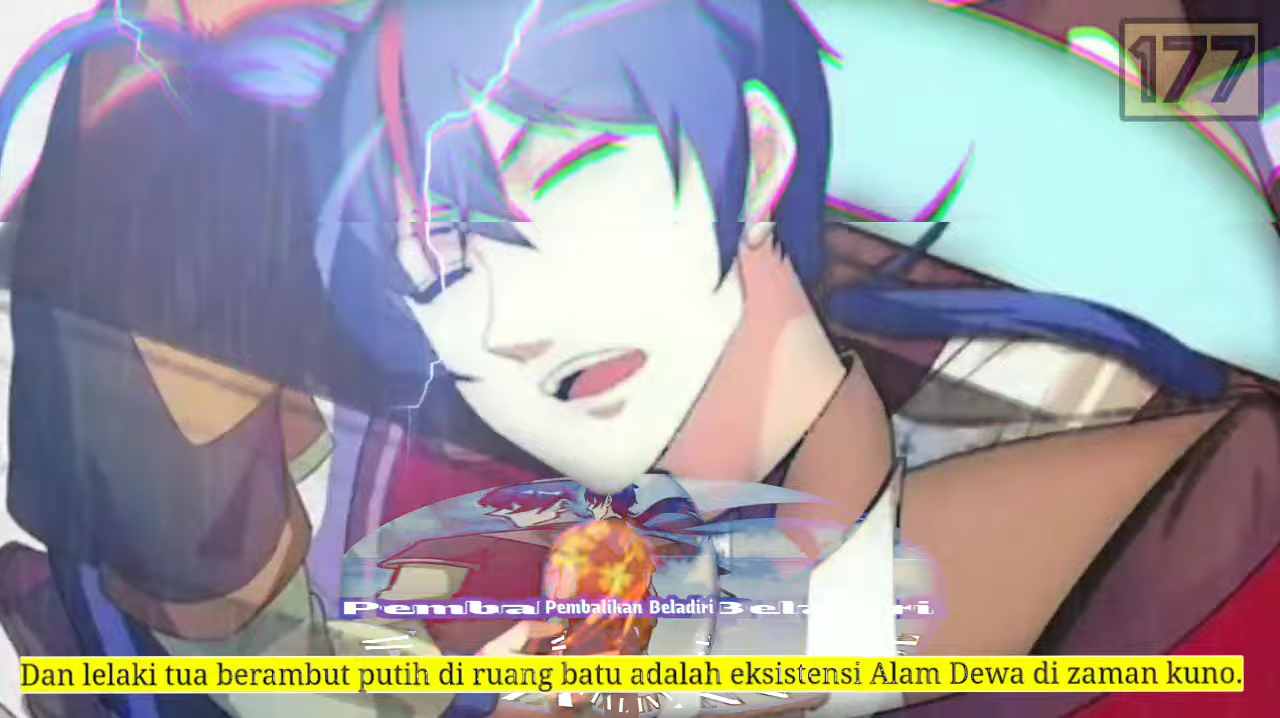 177
Pembalikan Beladiri
Dan lelaki tua berambut putih di ruang batu adalah eksistensi Alam Dewa di zaman kuno.